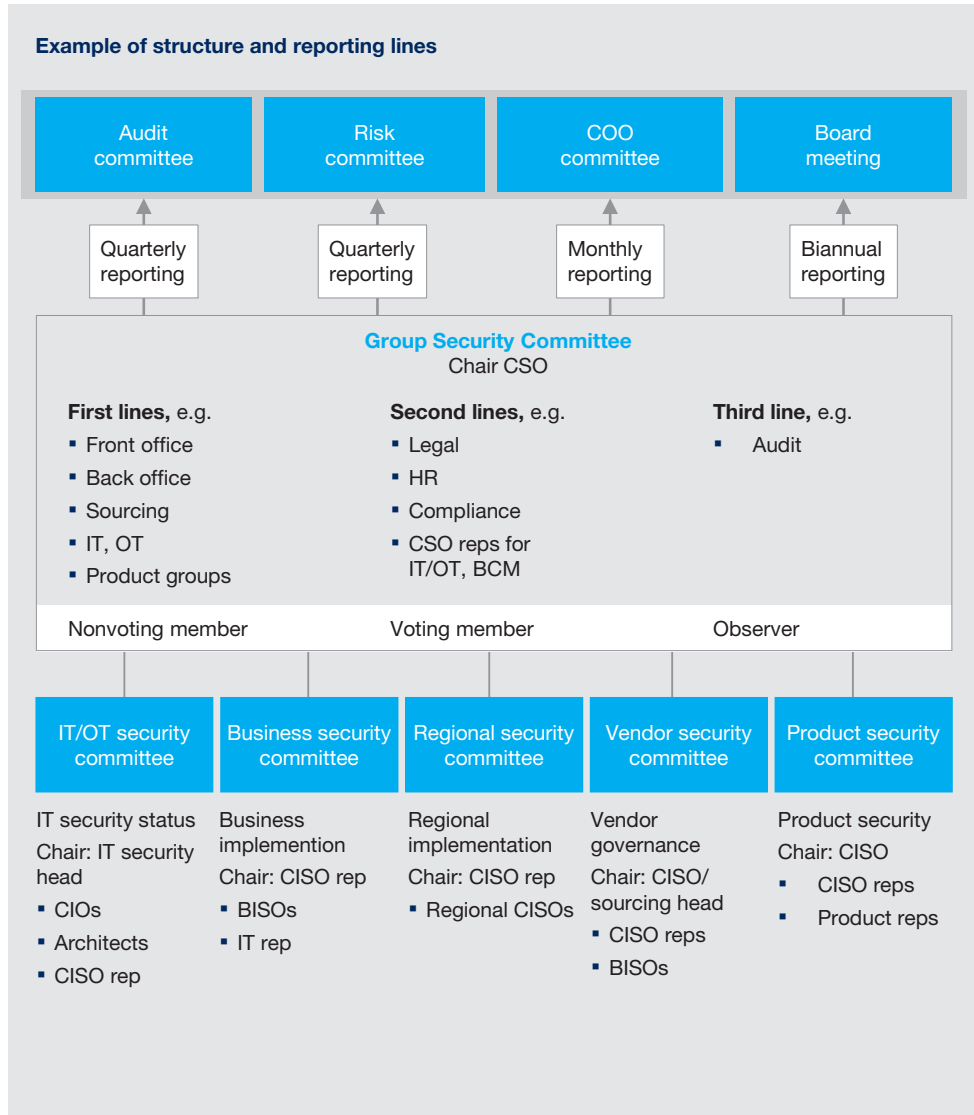 Example of structure and reporting lines
Audit
committee
Risk
committee
COO
committee
Board
meeting
Quarterly
reporting
Quarterly
reporting
Monthly
reporting
Biannual
reporting
Group Security Committee
Chair CSO
First lines, e.g.
▪ Front office
▪ Back office
▪ Sourcing
▪ IT, OT
▪ Product groups
Second lines, e.g.
▪ Legal
▪ HR
▪ Compliance
▪ CSO reps for
IT/OT, BCM
Third line, e.g.
▪ Audit
Nonvoting member
Voting member
Observer
IT/OT security
committee
Business security
committee
Regional security
committee
Vendor security
committee
Product security
committee
IT security status
Chair: IT security
head
▪ CIOs
▪ Architects
▪ CISO rep
Business
implemention
Chair: CISO rep
▪ BISOs
▪ IT rep
Regional
implementation
Chair: CISO rep
▪ Regional CISOs
Vendor
governance
Chair: CISO/
sourcing head
▪ CISO reps
▪ BISOs
Product security
Chair: CISO
▪ CISO reps
▪ Product reps